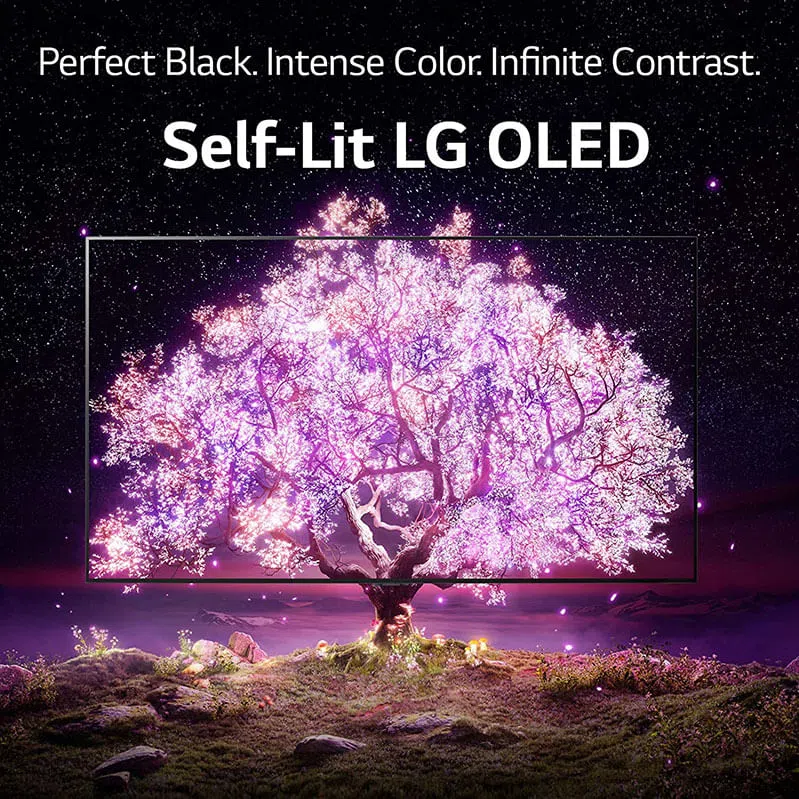 Perfect Black. Intense Color. Infinite Contrast.
Self-Lit LG OLED